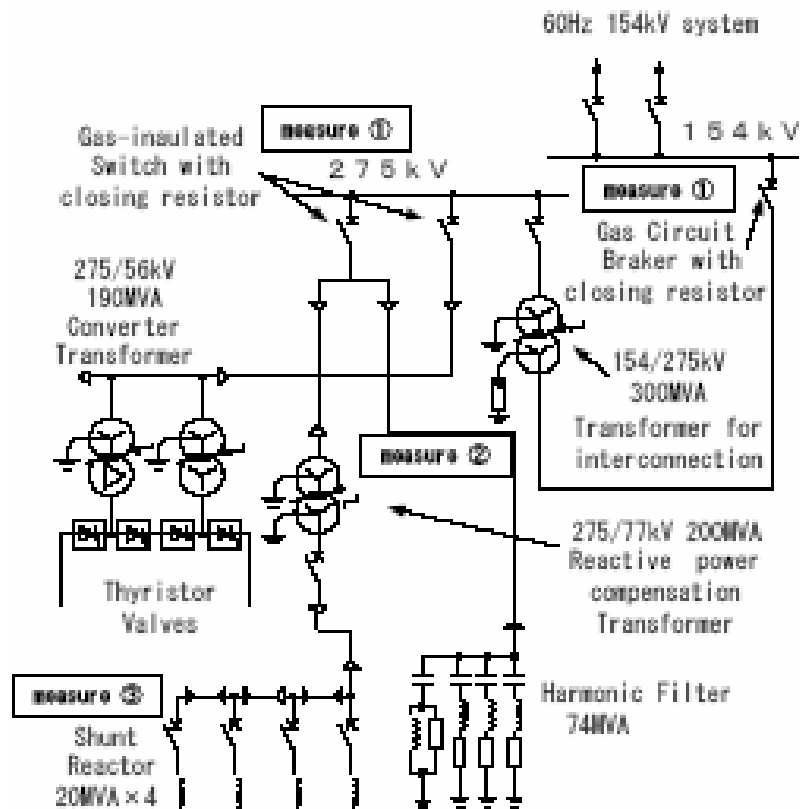 60Hz 154kV system
measure ①
154kV
Gas-inaulated
Switch with
closing resistor
275kV
measure ①
Gas Circuit
Braker with
closing resistor
275/56kV
190MVA
Converter
Transformer
154/275kV
300MVA
Transformer for
interconnection
measure ②
275/77kV 200MVA
Reactive power
compensation
Transformer
Thyristor
Valves
measure ③
Shunt
Reactor
20MVA×4
Harmonic Filter
74MVA